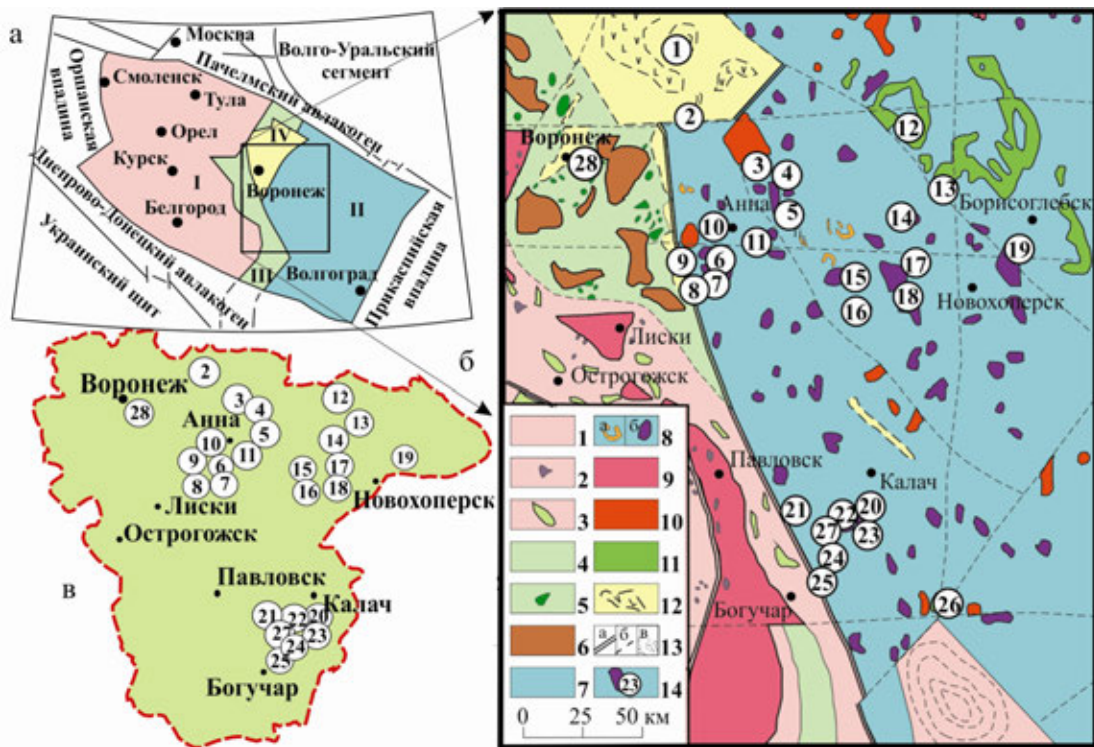 а
Москва
Волго-Уральский
сегмент
Оршанская
впадина
Смоленск
Пачелмский авлакоген
Тула
Орел
IV
Курск
I
Воронеж
II
Белгород
Днепрово-Донецкий авлакоген
III
Волгоград
Прикаспийская
впадина
Украинский щит
б
Воронеж
2
28
3
4
12
Анна
5
13
10
11
14
9
6
15
17
19
8
7
16
18
Новохоперск
Лиски
Острогожск
в
Павловск
Калач
21
22
20
27
23
24
25
Богучар
1
2
12
Воронеж
28
3
4
13
Анна
5
14
Борисоглебск
10
11
19
9
6
15
17
8
7
16
18
Новохоперск
Лиски
Острогожск
Павловск
Калач
21
22
20
27
23
24
25
Богучар
26
1
а
б
8
2
9
3
10
4
11
5
12
6
а
б
в
13
7
23
14
0
25
50
км